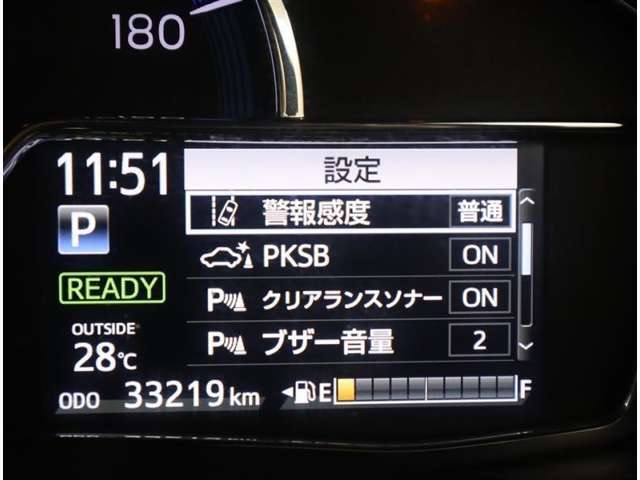 180
11:51
設定
P
警報感度 普通
PKSB ON
READY
P クリアランスソナー ON
OUTSIDE
28℃
P ブザー音量 2
ODO 33219 km
E F